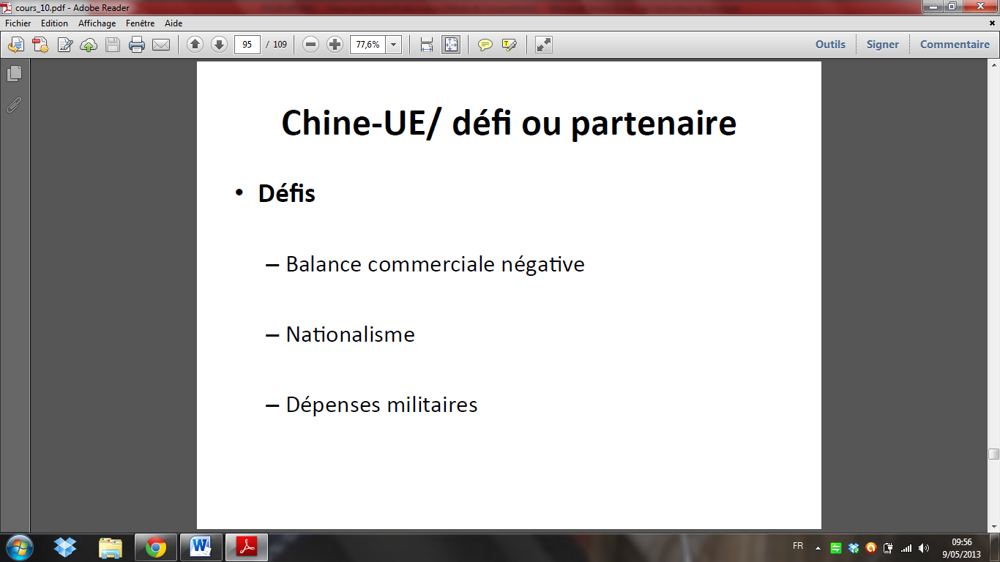 cours_10.pdf - Adobe Reader
Fichier Edition Affichage Fenêtre Aide
95 / 109 77,6% Outils Signer Commentaire
Chine-UE/ défi ou partenaire
• Défis
– Balance commerciale négative
– Nationalisme
– Dépenses militaires
FR 09:56
9/05/2013